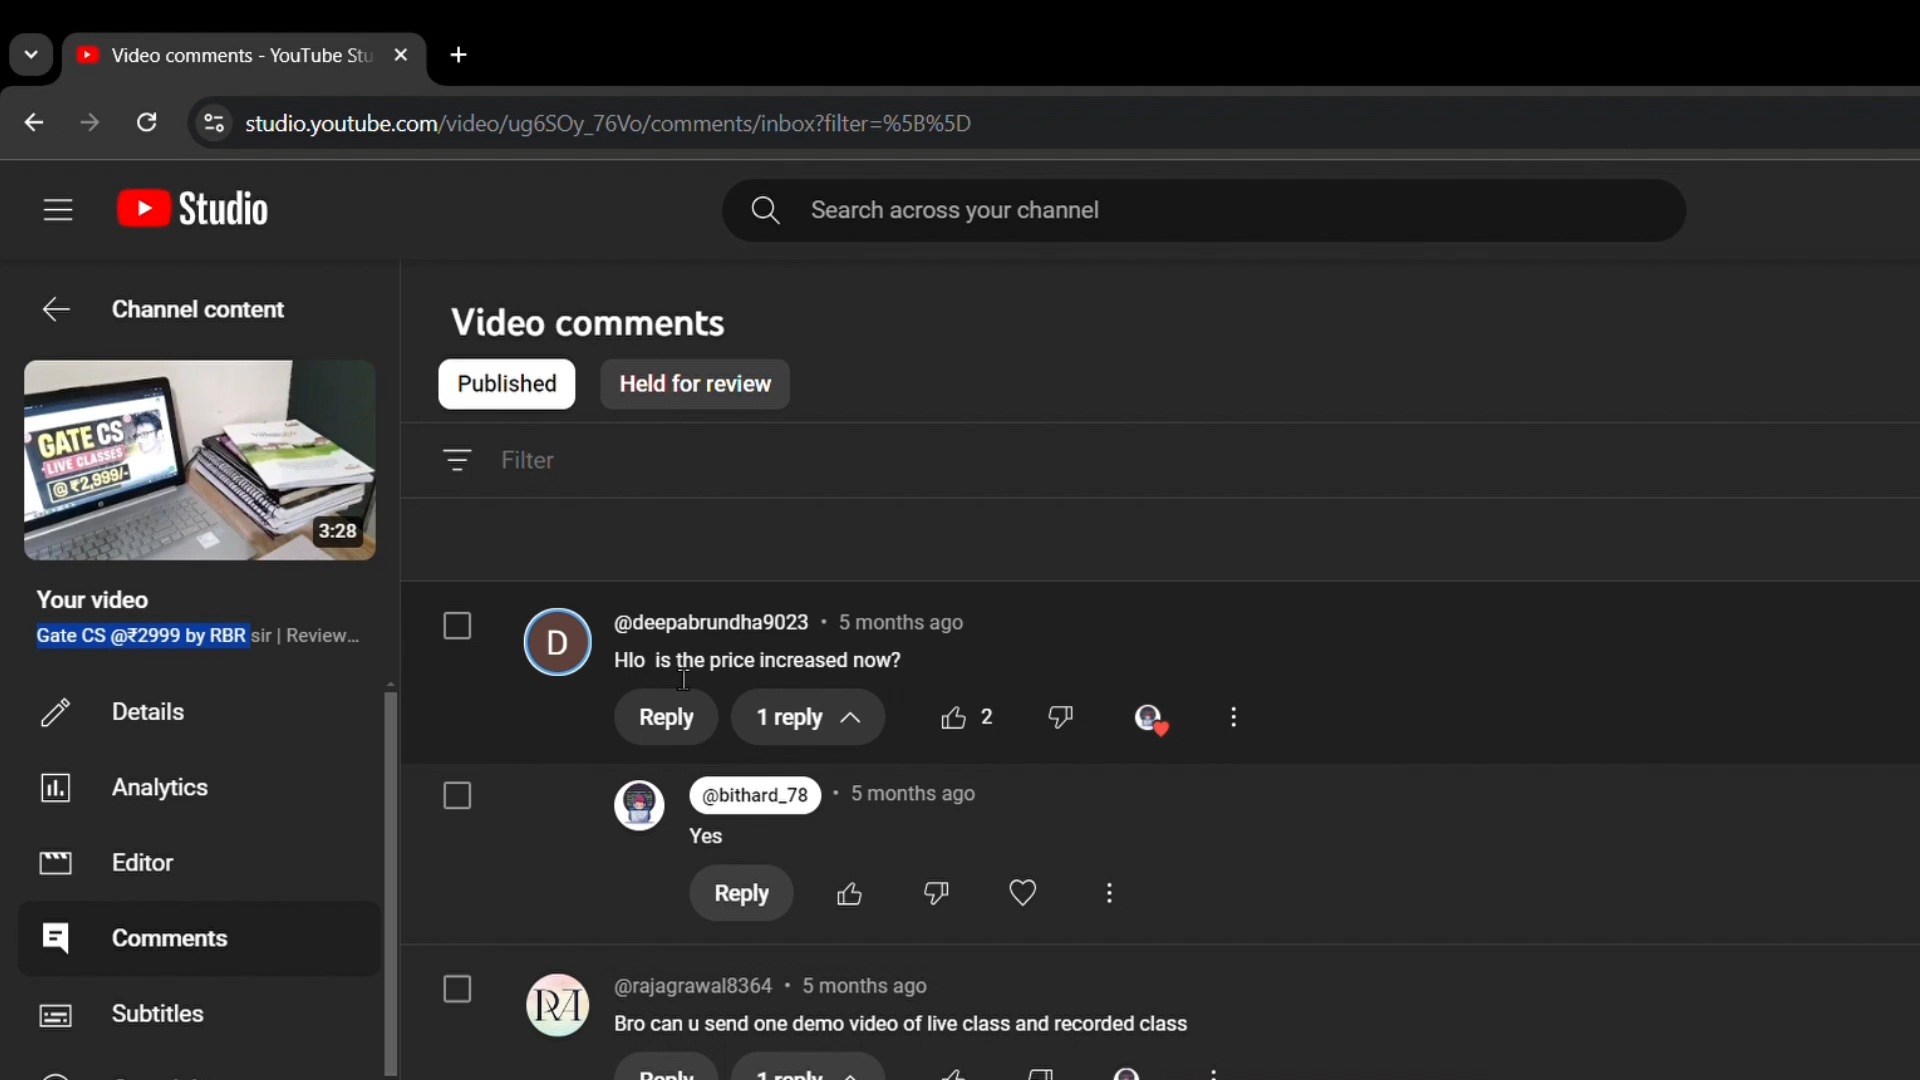 Video comments - YouTube Stu
studio.youtube.com/video/ug6SOy_76Vo/comments/inbox?filter=%5B%5D
Studio
Search across your channel
Channel content
GATE CS
LIVE CLASSES
@ ₹2,999/-
3:28
Your video
Gate CS @₹2999 by RBR sir | Review...
Details
Analytics
Editor
Comments
Subtitles
Video comments
Published
Held for review
Filter
D
@deepabrundha9023 • 5 months ago
Hlo is the price increased now?
Reply
1 reply
2
@bithard_78 • 5 months ago
Yes
Reply
RA
@rajagrawal8364 • 5 months ago
Bro can u send one demo video of live class and recorded class
Reply
1 reply